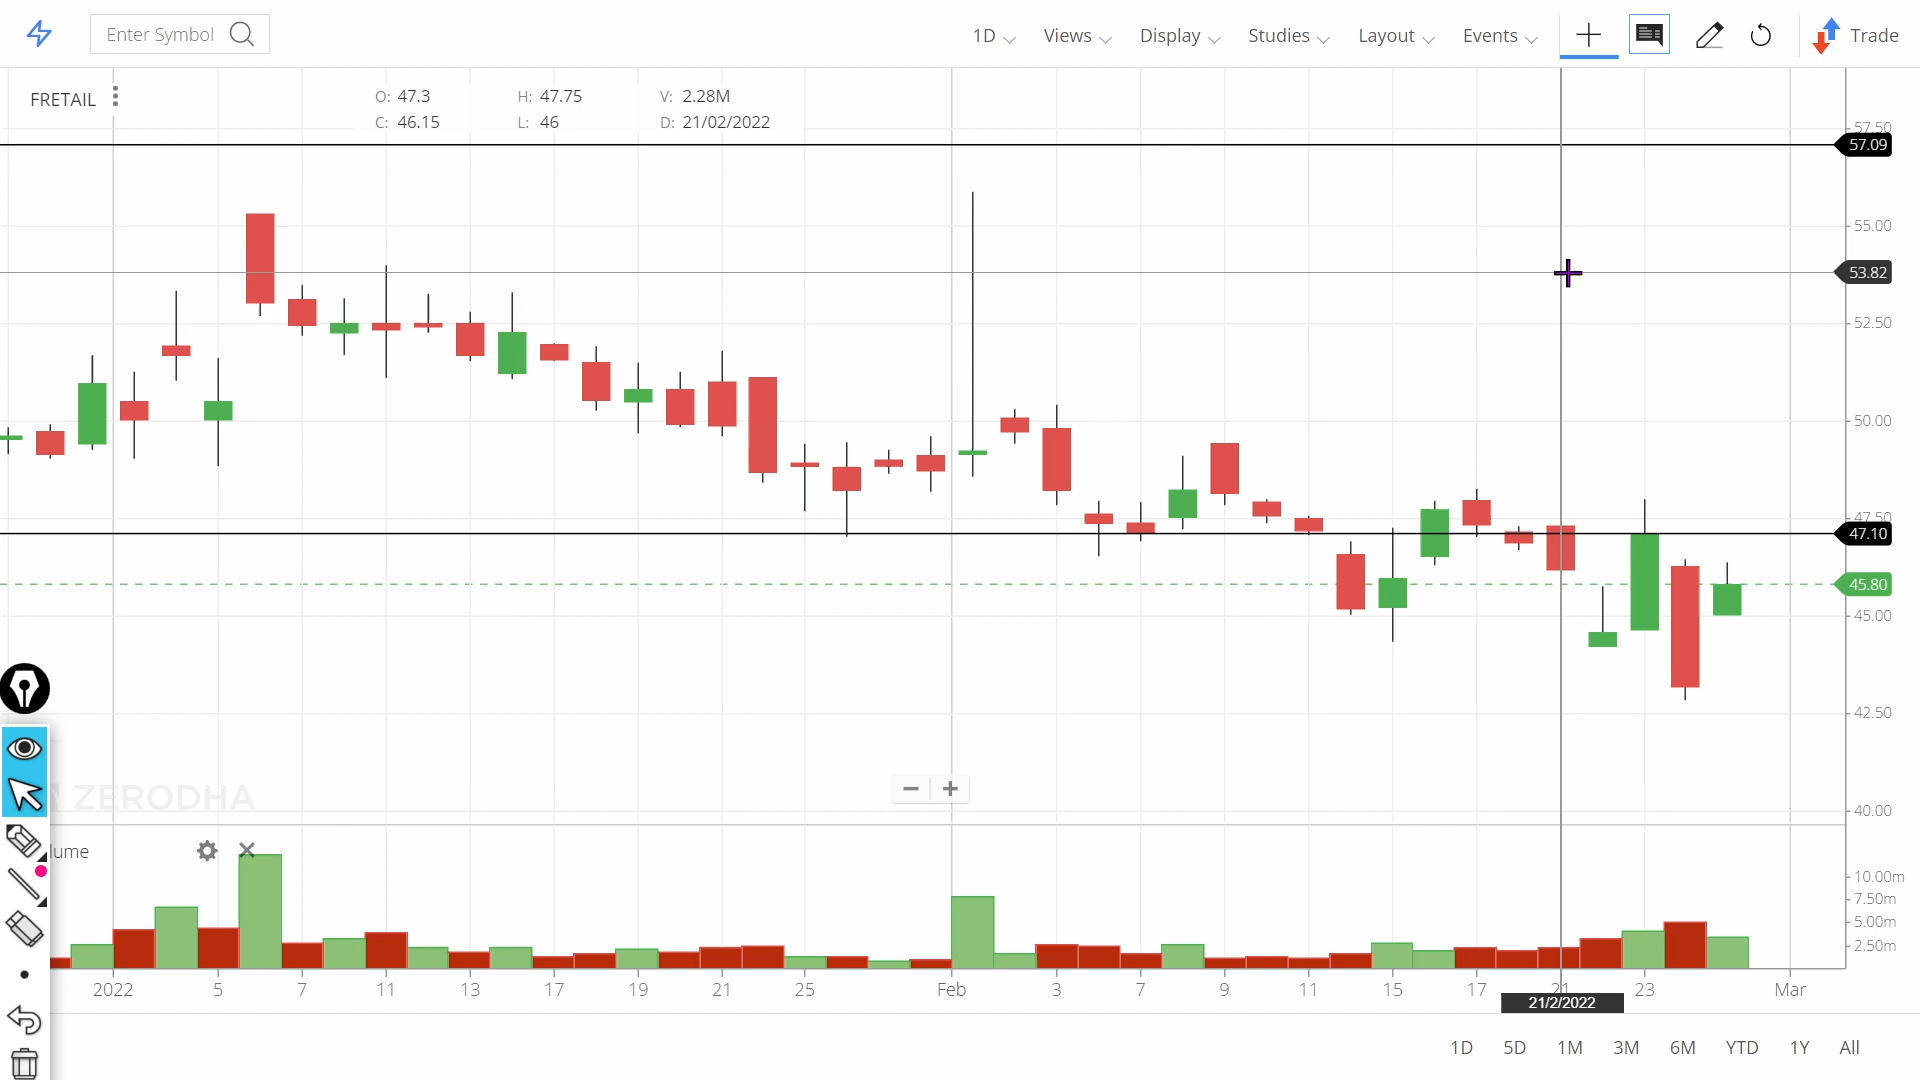 Enter Symbol
1D Views Display Studies Layout Events Trade
FRETAIL
O: 47.3 H: 47.75 V: 2.28M
C: 46.15 L: 46 D: 21/02/2022
57.50
57.09
55.00
53.82
52.50
50.00
47.50
47.10
45.80
45.00
42.50
ZERODHA
40.00
lume
10.00m
7.50m
5.00m
2.50m
2022 5 7 11 13 17 19 21 25 Feb 3 7 9 11 15 17 21 23 Mar
21/2/2022
1D 5D 1M 3M 6M YTD 1Y All